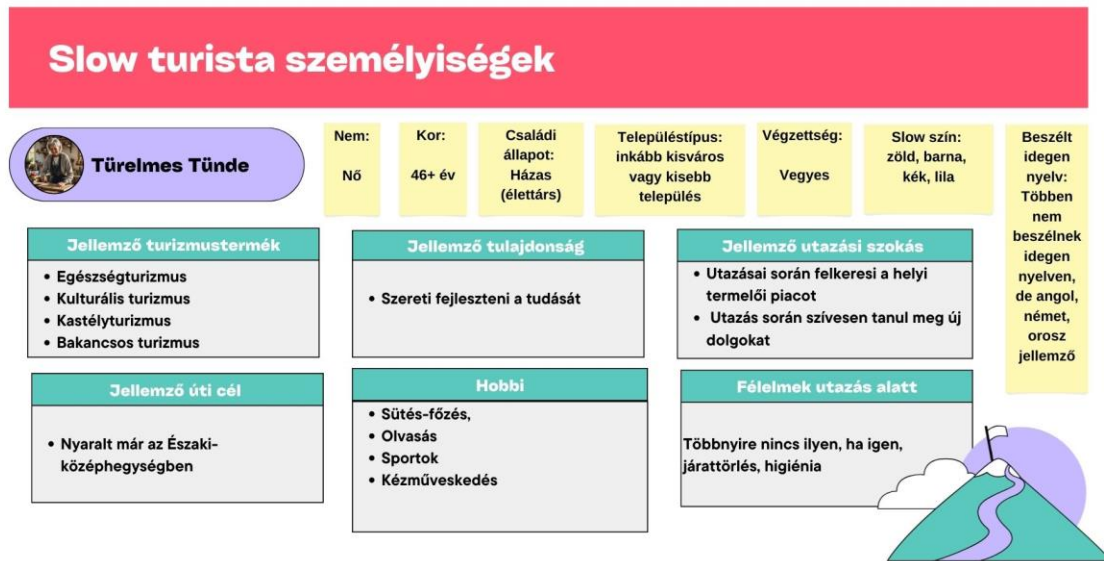 Slow turista személyiségek
Türelmes Tünde
Nem:
Nő
Kor:
46+ év
Családi
állapot:
Házas
(élettárs)
Településtípus:
inkább kisváros
vagy kisebb
település
Végzettség:
Vegyes
Slow szín:
zöld, barna,
kék, lila
Beszélt
idegen
nyelv:
Többen
nem
beszélnek
idegen
nyelven,
de angol,
német,
orosz
jellemző
Jellemző turizmustermék
• Egészségturizmus
• Kulturális turizmus
• Kastélyturizmus
• Bakancsos turizmus
Jellemző tulajdonság
• Szereti fejleszteni a tudását
Jellemző utazási szokás
• Utazásai során felkeresi a helyi
termelői piacot
• Utazás során szívesen tanul meg új
dolgokat
Jellemző úti cél
• Nyaralt már az Északi-
középhegységben
Hobbi
• Sütés-főzés,
• Olvasás
• Sportok
• Kézműveskedés
Félelmek utazás alatt
Többnyire nincs ilyen, ha igen,
járattörlés, higiénia